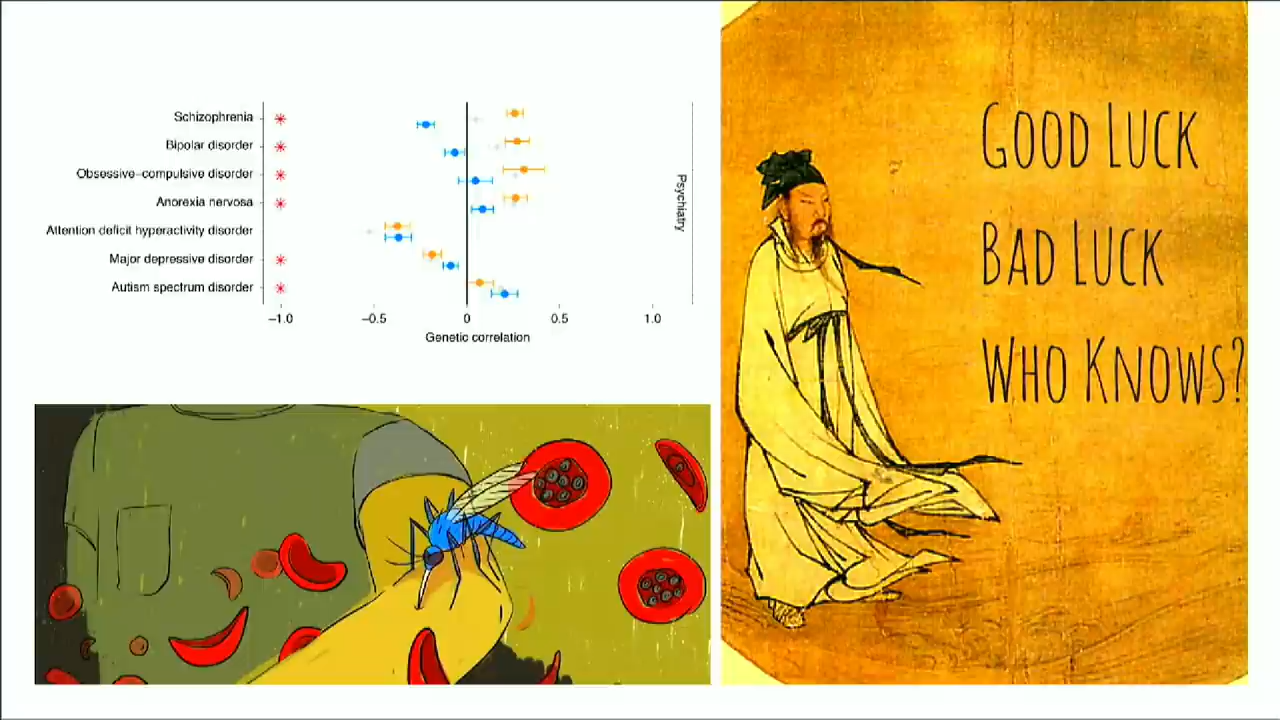 Schizophrenia
Bipolar disorder
Obsessive−compulsive disorder
Anorexia nervosa
Attention deficit hyperactivity disorder
Major depressive disorder
Autism spectrum disorder
−1.0 −0.5 0 0.5 1.0
Genetic correlation
Psychiatry
GOOD LUCK
BAD LUCK
WHO KNOWS?